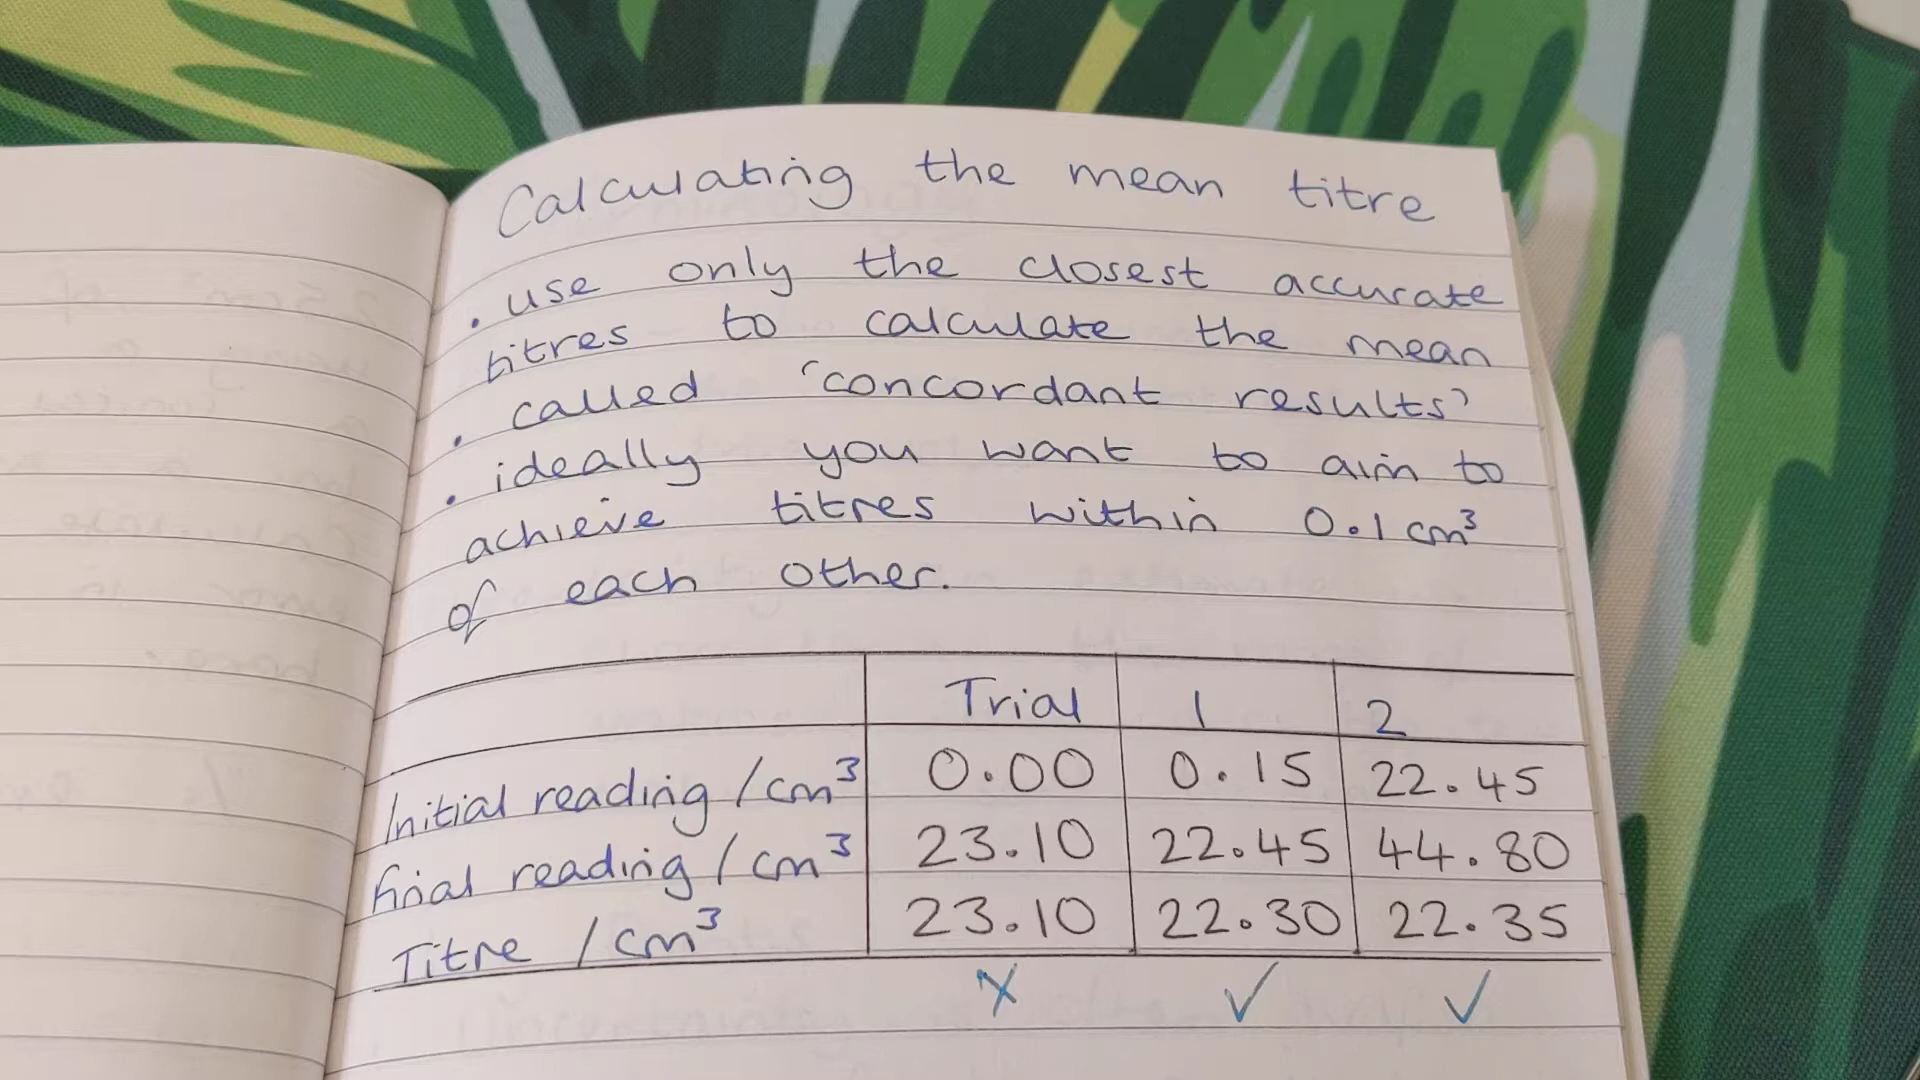 Calculating the mean titre
. use only the closest accurate
titres to calculate the mean
. called 'concordant results'
. ideally you want to aim to
achieve titres within 0.1 cm³
of each other.
Trial 1 2
Initial reading /cm³ 0.00 0.15 22.45
final reading /cm³ 23.10 22.45 44.80
Titre /cm³ 23.10 22.30 22.35
x ✓ ✓